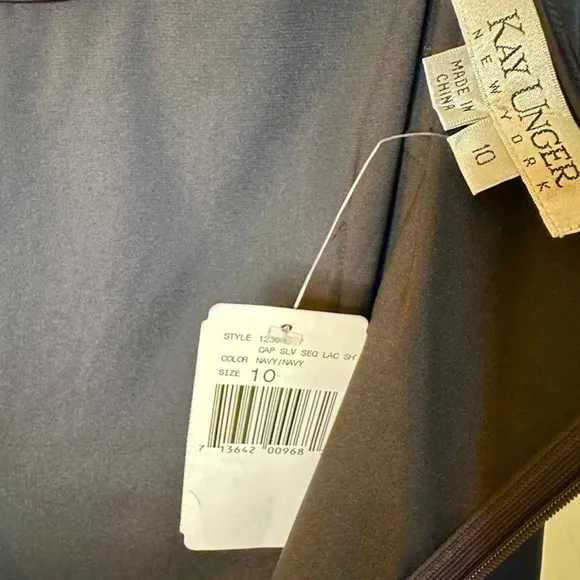 KAY UNGER
NEW YORK
MADE IN
CHINA
10
STYLE
CAP SLV SEQ LAC
COLOR NAVY/NAVY
SIZE 10
7 13642 00968